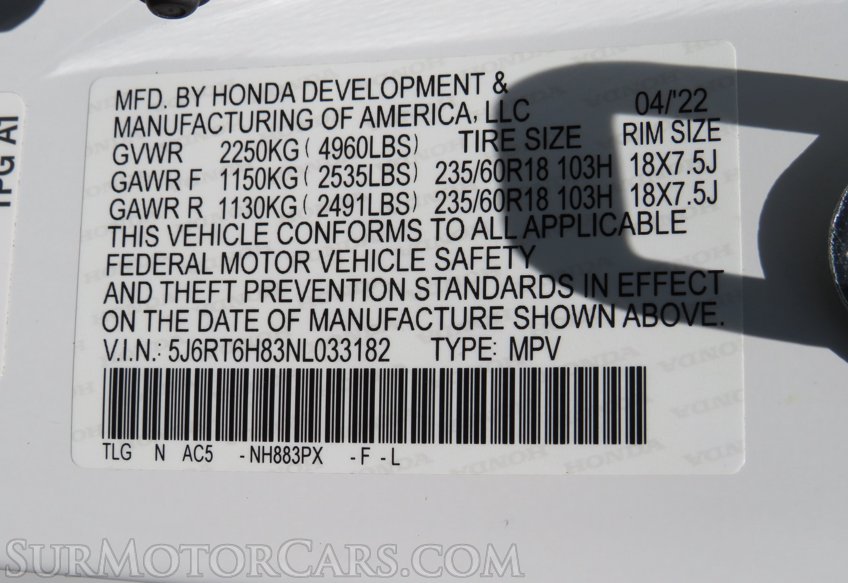 TPG A1
MFD. BY HONDA DEVELOPMENT &
MANUFACTURING OF AMERICA, LLC 04/'22
GVWR 2250KG ( 4960LBS) TIRE SIZE RIM SIZE
GAWR F 1150KG ( 2535LBS) 235/60R18 103H 18X7.5J
GAWR R 1130KG ( 2491LBS) 235/60R18 103H 18X7.5J
THIS VEHICLE CONFORMS TO ALL APPLICABLE
FEDERAL MOTOR VEHICLE SAFETY
AND THEFT PREVENTION STANDARDS IN EFFECT
ON THE DATE OF MANUFACTURE SHOWN ABOVE.
V.I.N.: 5J6RT6H83NL033182 TYPE: MPV
TLG N AC5 -NH883PX -F -L
SURMOTORCARS.COM